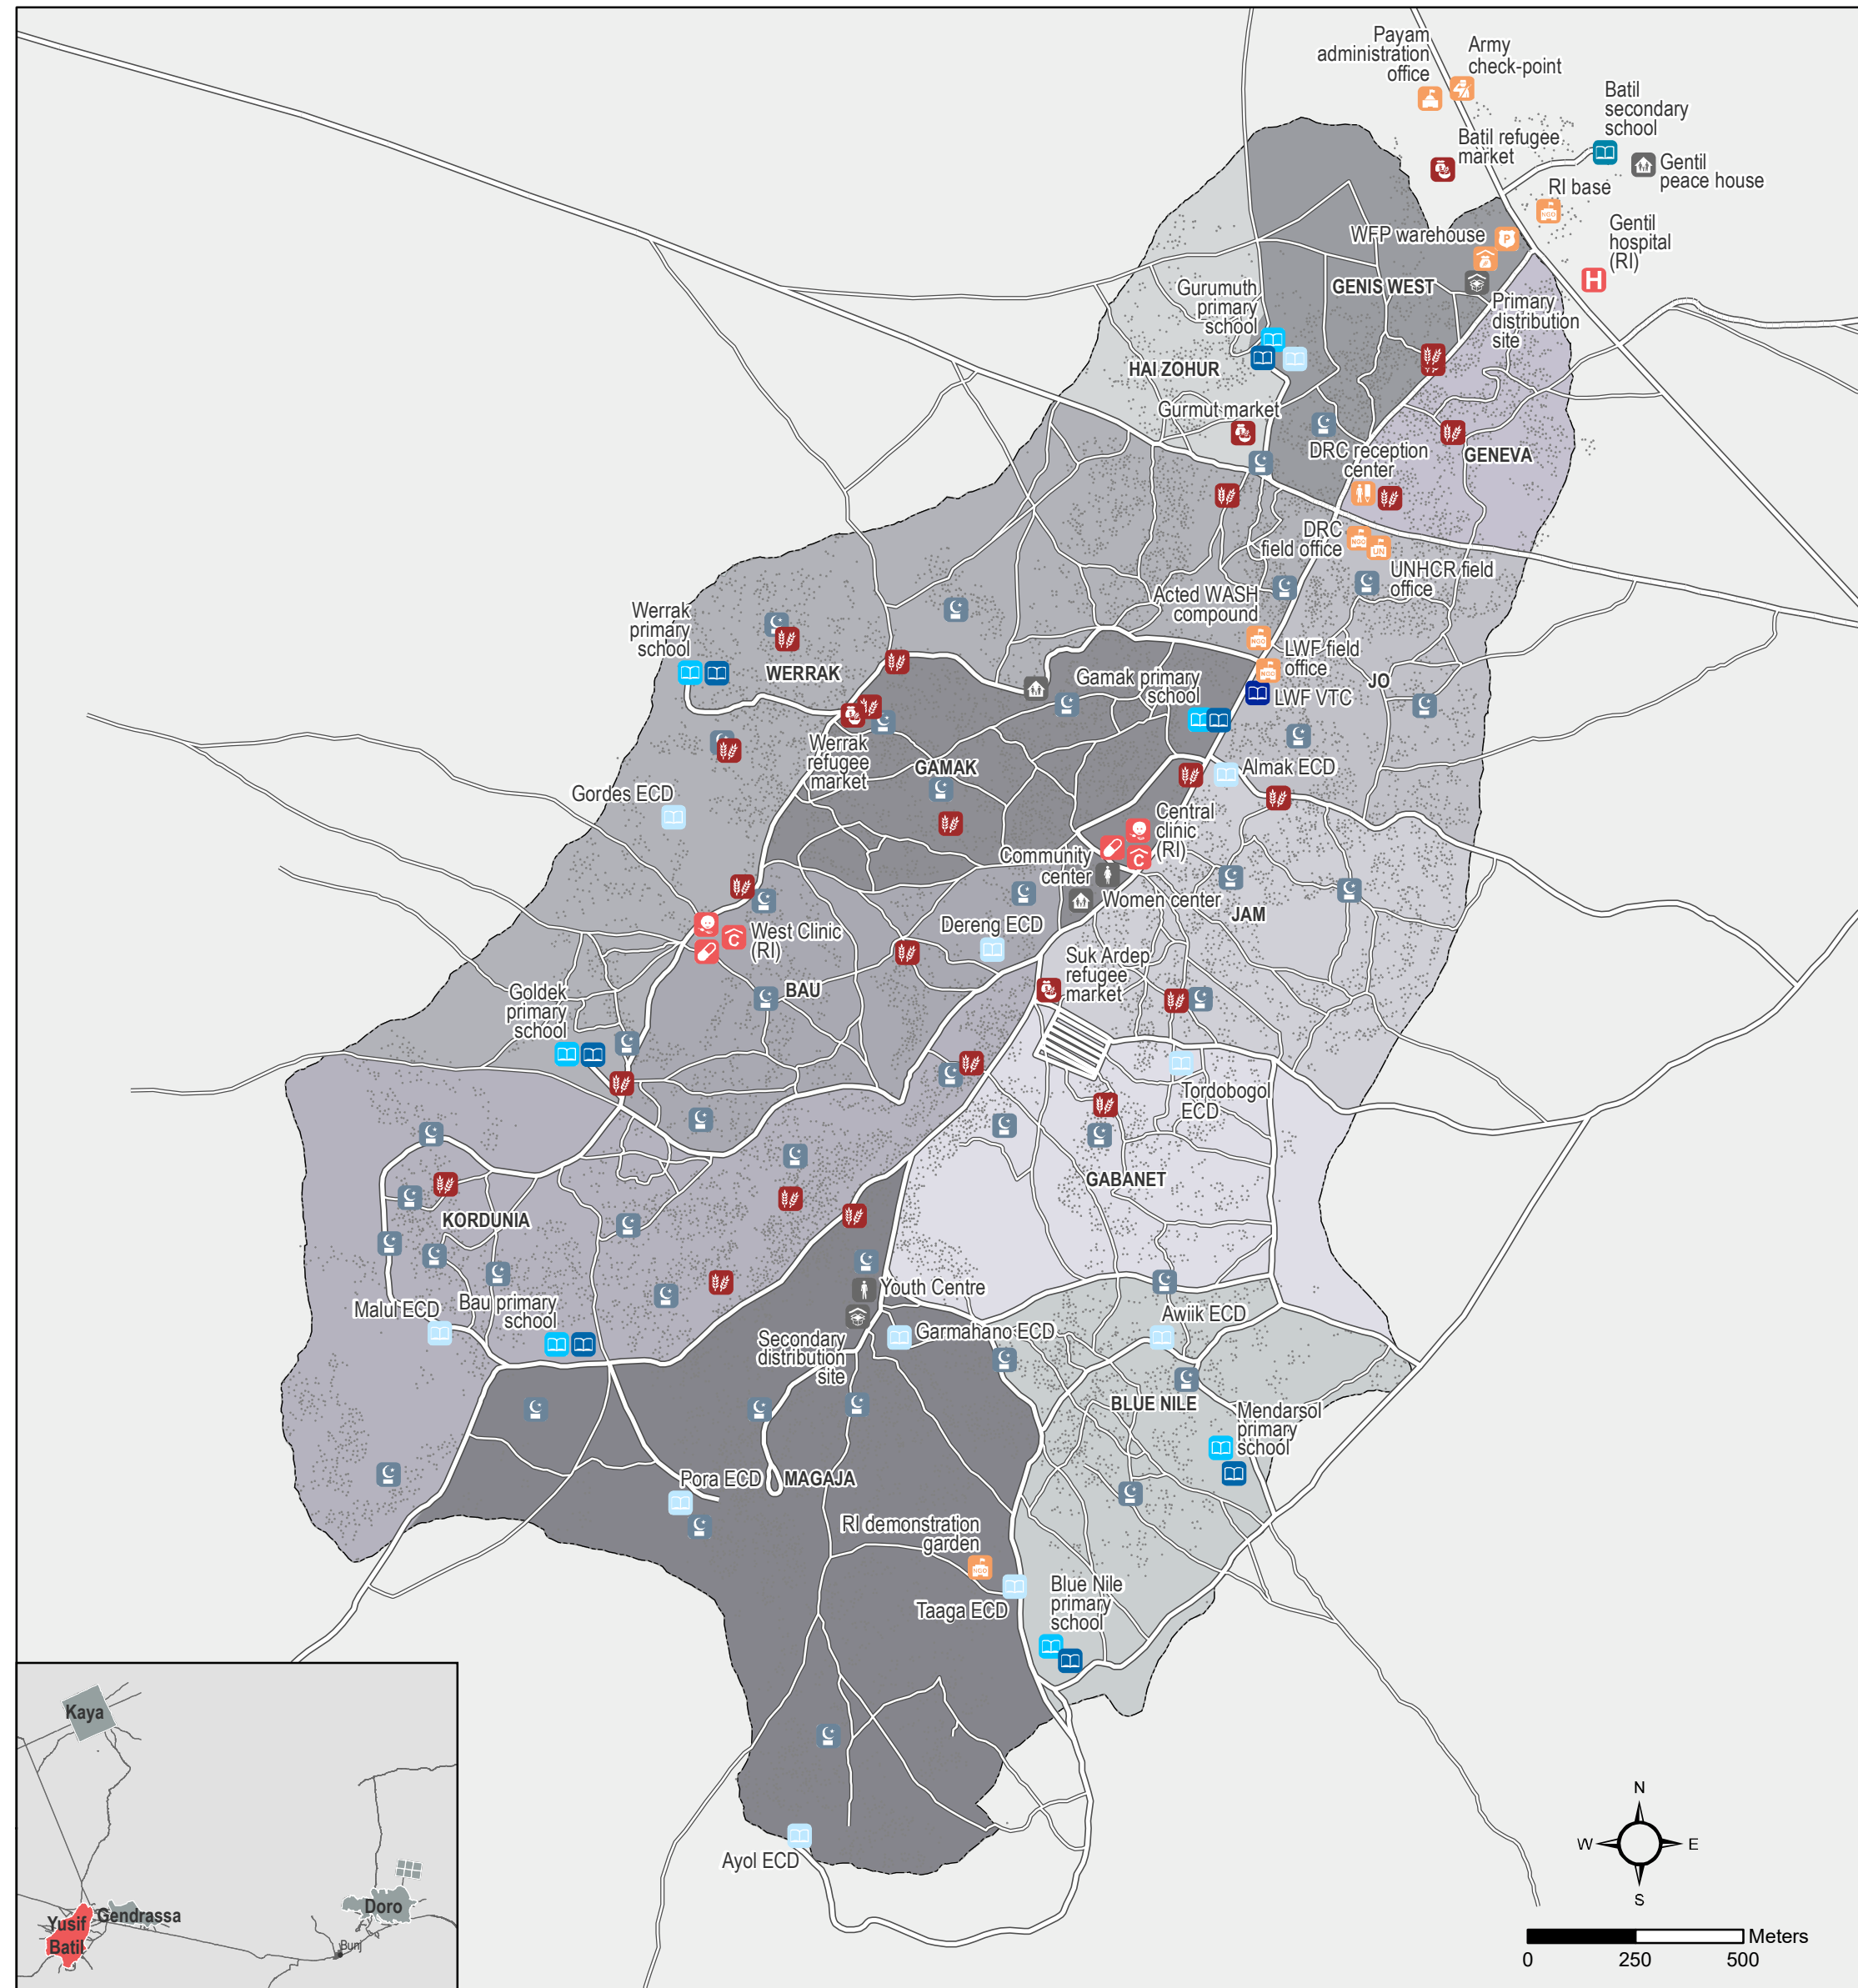 Payam
administration
office
Army
check-point
Batil
secondary
school
Batil refugee
market
Gentil
peace house
RI base
NGO
WFP warehouse
P
Gentil
hospital
(RI)
H
Gurumuth
primary
school
GENIS WEST
Primary
distribution
site
HAI ZOHUR
Gurmut market
DRC reception
center
GENEVA
DRC
field office
NGO
UN
UNHCR field
office
Acted WASH
compound
NGO
Werrak
primary
school
WERRAK
LWF field
office
NGO
Gamak primary
school
JO
LWF VTC
Werrak
refugee
market
GAMAK
Almak ECD
Gordes ECD
Central
clinic
(RI)
C
Community
center
Women center
JAM
Dereng ECD
West Clinic
(RI)
C
Suk Ardep
refugee
market
BAU
Goldek
primary
school
Tordobogol
ECD
GABANET
KORDUNIA
Youth Centre
Malul ECD
Bau primary
school
Awiik ECD
Garmahano ECD
Secondary
distribution
site
BLUE NILE
Mendarsol
primary
school
Pora ECD
MAGAJA
RI demonstration
garden
NGO
Taaga ECD
Blue Nile
primary
school
Ayol ECD
Kaya
Gendrassa
Yusif
Batil
Doro
Bunj
N
W
E
S
Meters
0
250
500